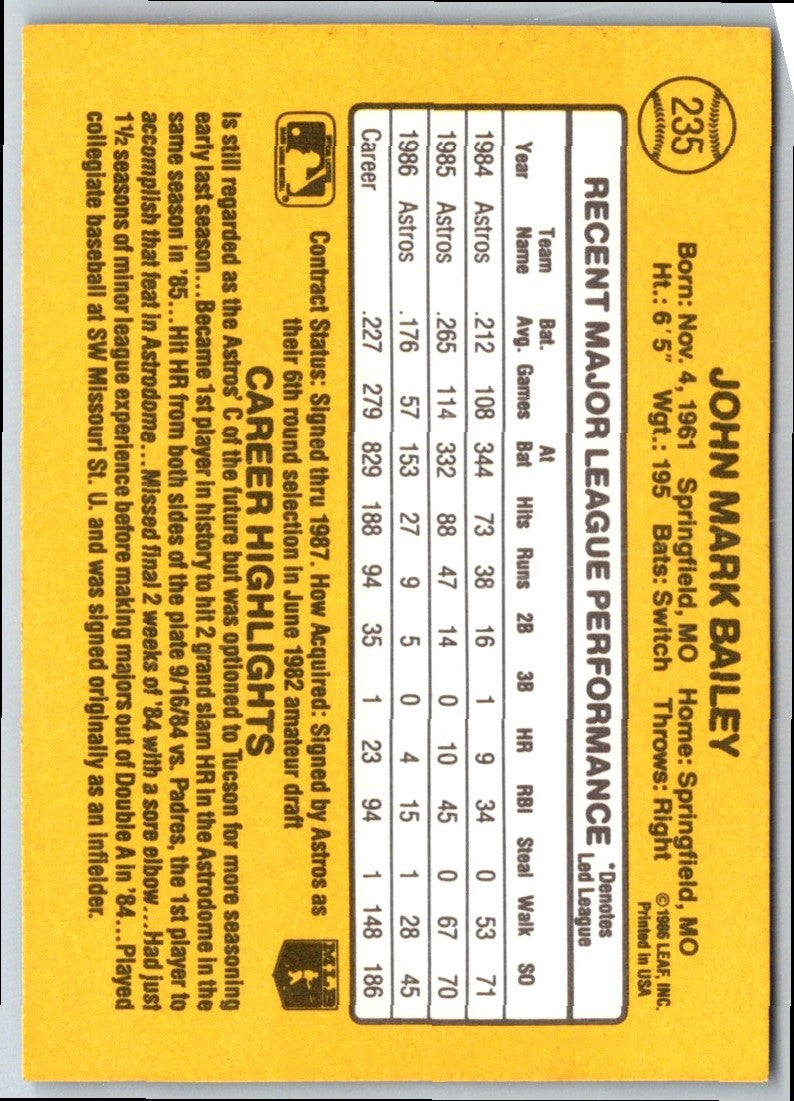 235
JOHN MARK BAILEY
Born: Nov. 4, 1961 Springfield, MO Home: Springfield, MO
Ht.: 6'5" Wgt.: 195 Bats: Switch Throws: Right
© 1986 LEAF, INC.
Printed in USA
RECENT MAJOR LEAGUE PERFORMANCE
*Denotes
Led League
Year Team Name Bat. Avg. Games At Bat Hits Runs 2B 3B HR RBI Steal Walk SO
1984 Astros .212 108 344 73 38 16 1 9 34 0 53 71
1985 Astros .265 114 332 88 47 14 0 10 45 0 67 70
1986 Astros .176 57 153 27 9 5 0 4 15 1 28 45
Career .227 279 829 188 94 35 1 23 94 1 148 186
Contract Status: Signed thru 1987. How Acquired: Signed by Astros as
their 6th round selection in June 1982 amateur draft
MLB
CAREER HIGHLIGHTS
Is still regarded as the Astros' C of the future but was optioned to Tucson for more seasoning
early last season...Became 1st player in history to hit 2 grand slam HR in the Astrodome in the
same season in '85...Hit HR from both sides of the plate 9/16/84 vs. Padres, the 1st player to
accomplish that feat in Astrodome...Missed final 2 weeks of '84 with a sore elbow...Had just
1½ seasons of minor league experience before making majors out of Double A in '84...Played
collegiate baseball at SW Missouri St. U. and was signed originally as an infielder.